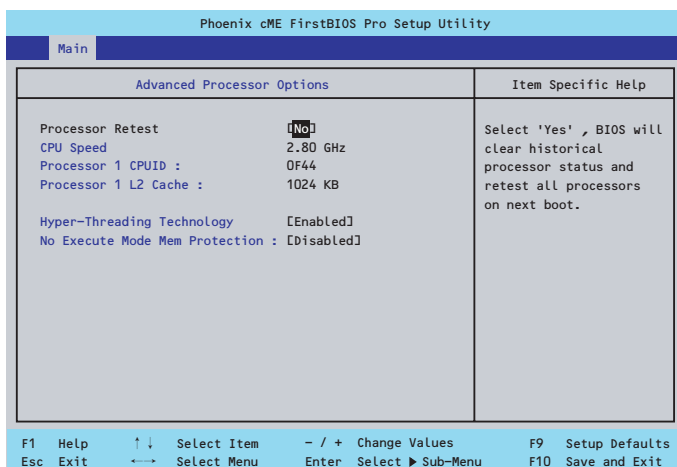 Phoenix cME FirstBIOS Pro Setup Utility
Main
Advanced Processor Options
Item Specific Help
Processor Retest [No]
CPU Speed 2.80 GHz
Processor 1 CPUID : 0F44
Processor 1 L2 Cache : 1024 KB
Hyper-Threading Technology [Enabled]
No Execute Mode Mem Protection : [Disabled]
Select 'Yes' , BIOS will
clear historical
processor status and
retest all processors
on next boot.
F1 Help ↑↓ Select Item - / + Change Values F9 Setup Defaults
Esc Exit ←→ Select Menu Enter Select ▶ Sub-Menu F10 Save and Exit